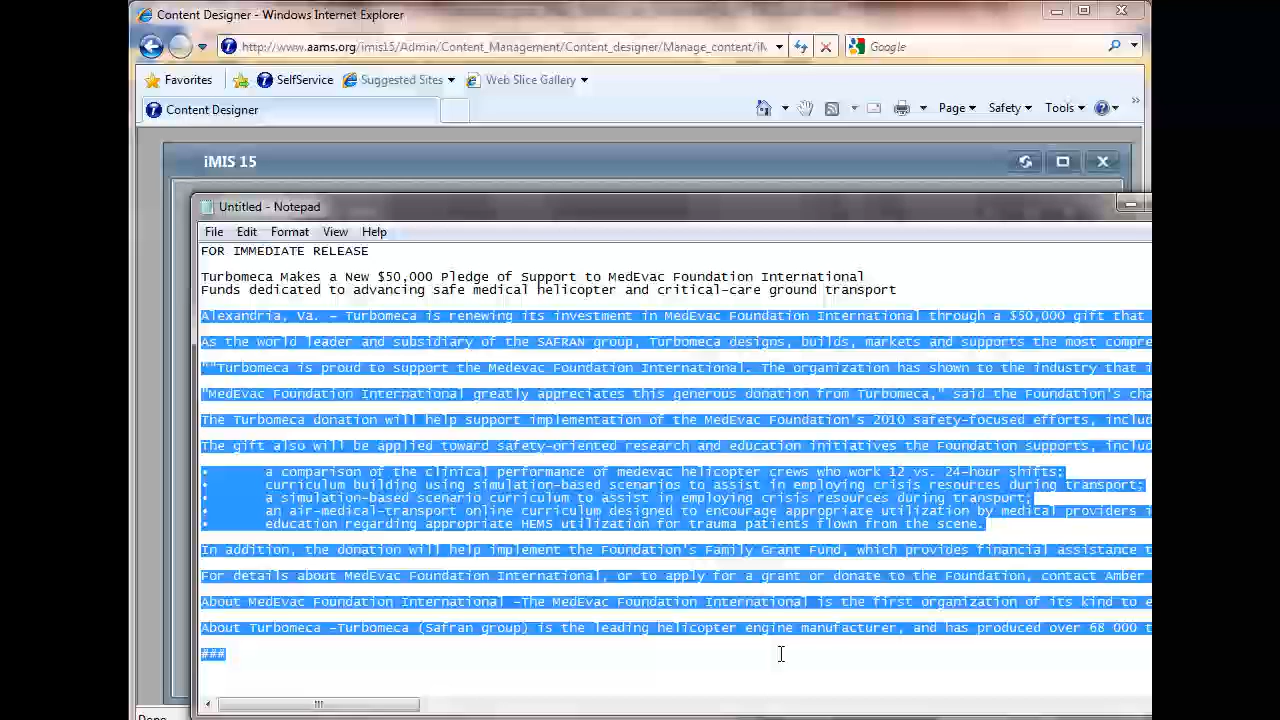 Content Designer - Windows Internet Explorer
http://www.aams.org/imis15/Admin/Content_Management/Content_designer/Manage_content/iM
Google
Favorites
SelfService
Suggested Sites
Web Slice Gallery
Content Designer
Page
Safety
Tools
»
iMIS 15
Untitled - Notepad
File Edit Format View Help
FOR IMMEDIATE RELEASE
Turbomeca Makes a New $50,000 Pledge of Support to MedEvac Foundation International
Funds dedicated to advancing safe medical helicopter and critical-care ground transport
Alexandria, Va. – Turbomeca is renewing its investment in MedEvac Foundation International through a $50,000 gift that
As the world leader and subsidiary of the SAFRAN group, Turbomeca designs, builds, markets and supports the most compre
""Turbomeca is proud to support the Medevac Foundation International. The organization has shown to the industry that i
"MedEvac Foundation International greatly appreciates this generous donation from Turbomeca," said the Foundation's cha
The Turbomeca donation will help support implementation of the MedEvac Foundation's 2010 safety-focused efforts, includ
The gift also will be applied toward safety-oriented research and education initiatives the Foundation supports, includ
• a comparison of the clinical performance of medevac helicopter crews who work 12 vs. 24-hour shifts;
• curriculum building using simulation-based scenarios to assist in employing crisis resources during transport;
• a simulation-based scenario curriculum to assist in employing crisis resources during transport;
• an air-medical-transport online curriculum designed to encourage appropriate utilization by medical providers i
• education regarding appropriate HEMS utilization for trauma patients flown from the scene.
In addition, the donation will help implement the Foundation's Family Grant Fund, which provides financial assistance t
For details about MedEvac Foundation International, or to apply for a grant or donate to the Foundation, contact Amber
About MedEvac Foundation International –The MedEvac Foundation International is the first organization of its kind to e
About Turbomeca –Turbomeca (Safran group) is the leading helicopter engine manufacturer, and has produced over 68 000 t
###
Done